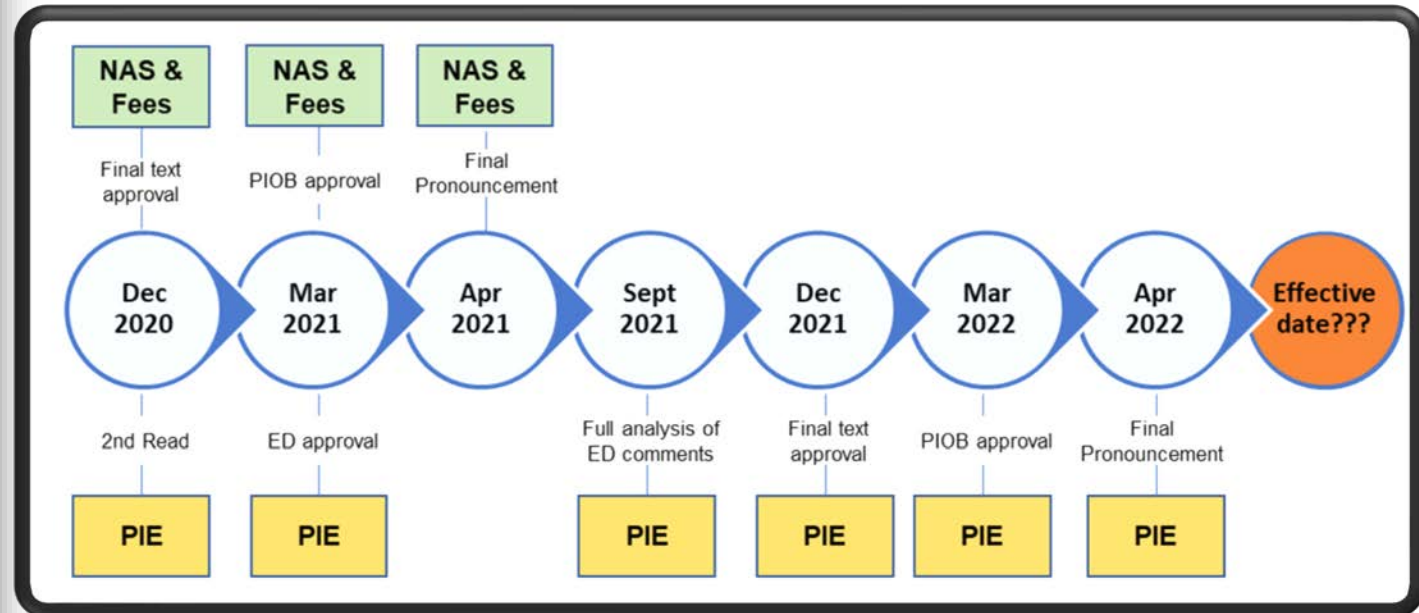 NAS &
Fees
NAS &
Fees
NAS &
Fees
Final text
approval
PIOB approval
Final
Pronouncement
Dec
2020
Mar
2021
Apr
2021
Sept
2021
Dec
2021
Mar
2022
Apr
2022
Effective
date???
2nd Read
ED approval
Full analysis of
ED comments
Final text
approval
PIOB approval
Final
Pronouncement
PIE
PIE
PIE
PIE
PIE
PIE